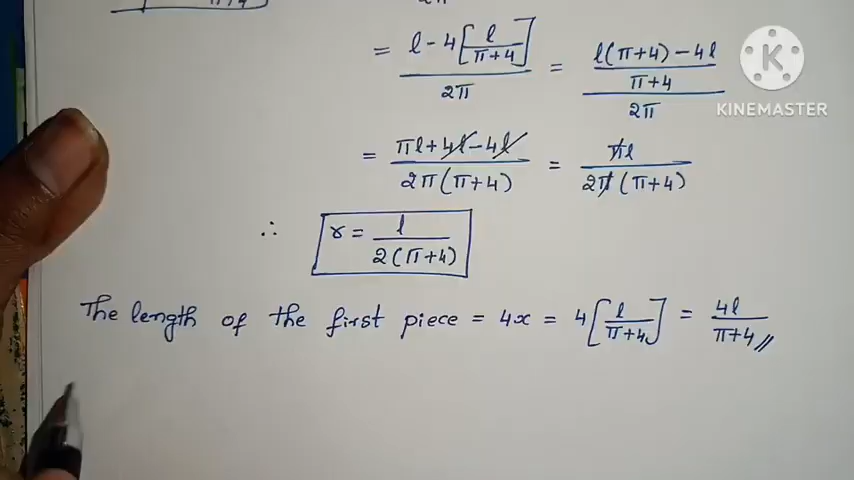 2π
= (l - 4[l/(π+4)])/2π = ((l(π+4) - 4l)/(π+4))/2π
K
KINEMASTER
= (πl + 4l - 4l)/(2π(π+4)) = πl/(2π(π+4))
∴ r = l/(2(π+4))
The length of the first piece = 4x = 4[l/(π+4)] = 4l/(π+4) //